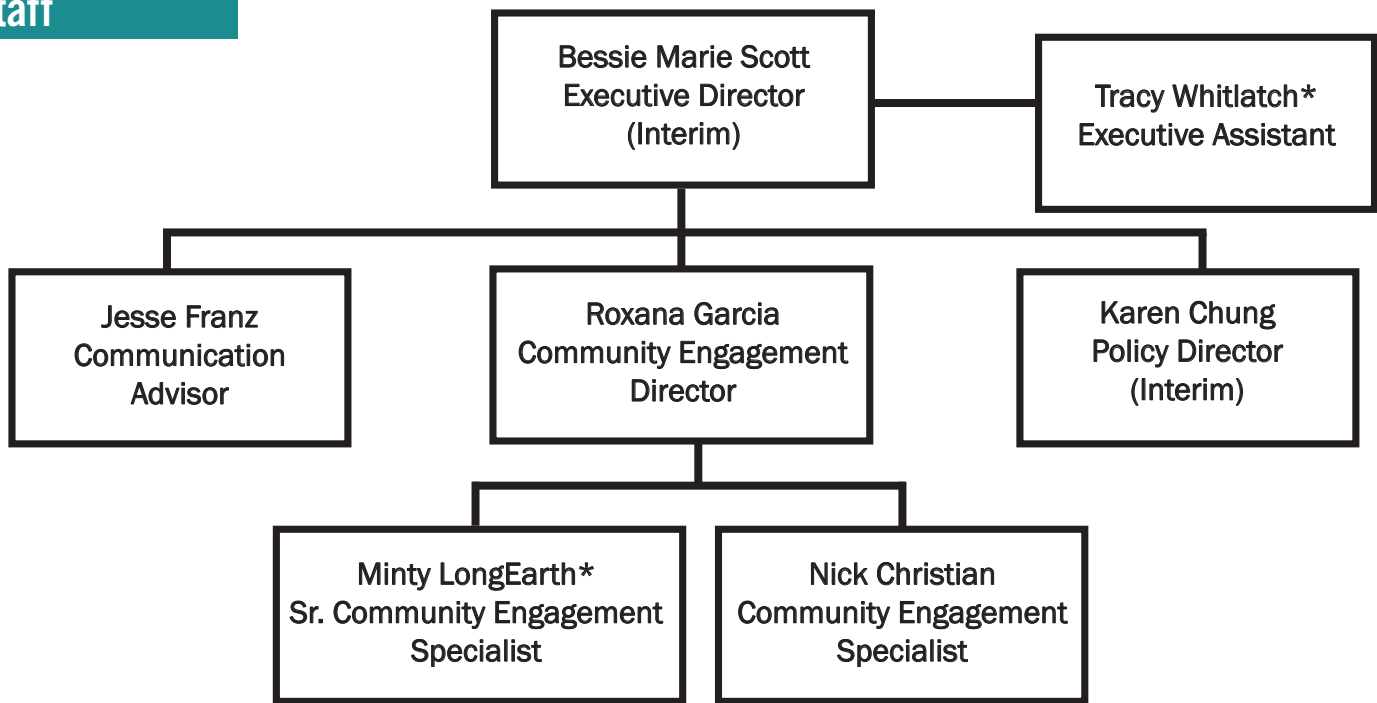 Bessie Marie Scott
Executive Director
(Interim)
Tracy Whitlatch*
Executive Assistant
Jesse Franz
Communication
Advisor
Roxana Garcia
Community Engagement
Director
Karen Chung
Policy Director
(Interim)
Minty LongEarth*
Sr. Community Engagement
Specialist
Nick Christian
Community Engagement
Specialist